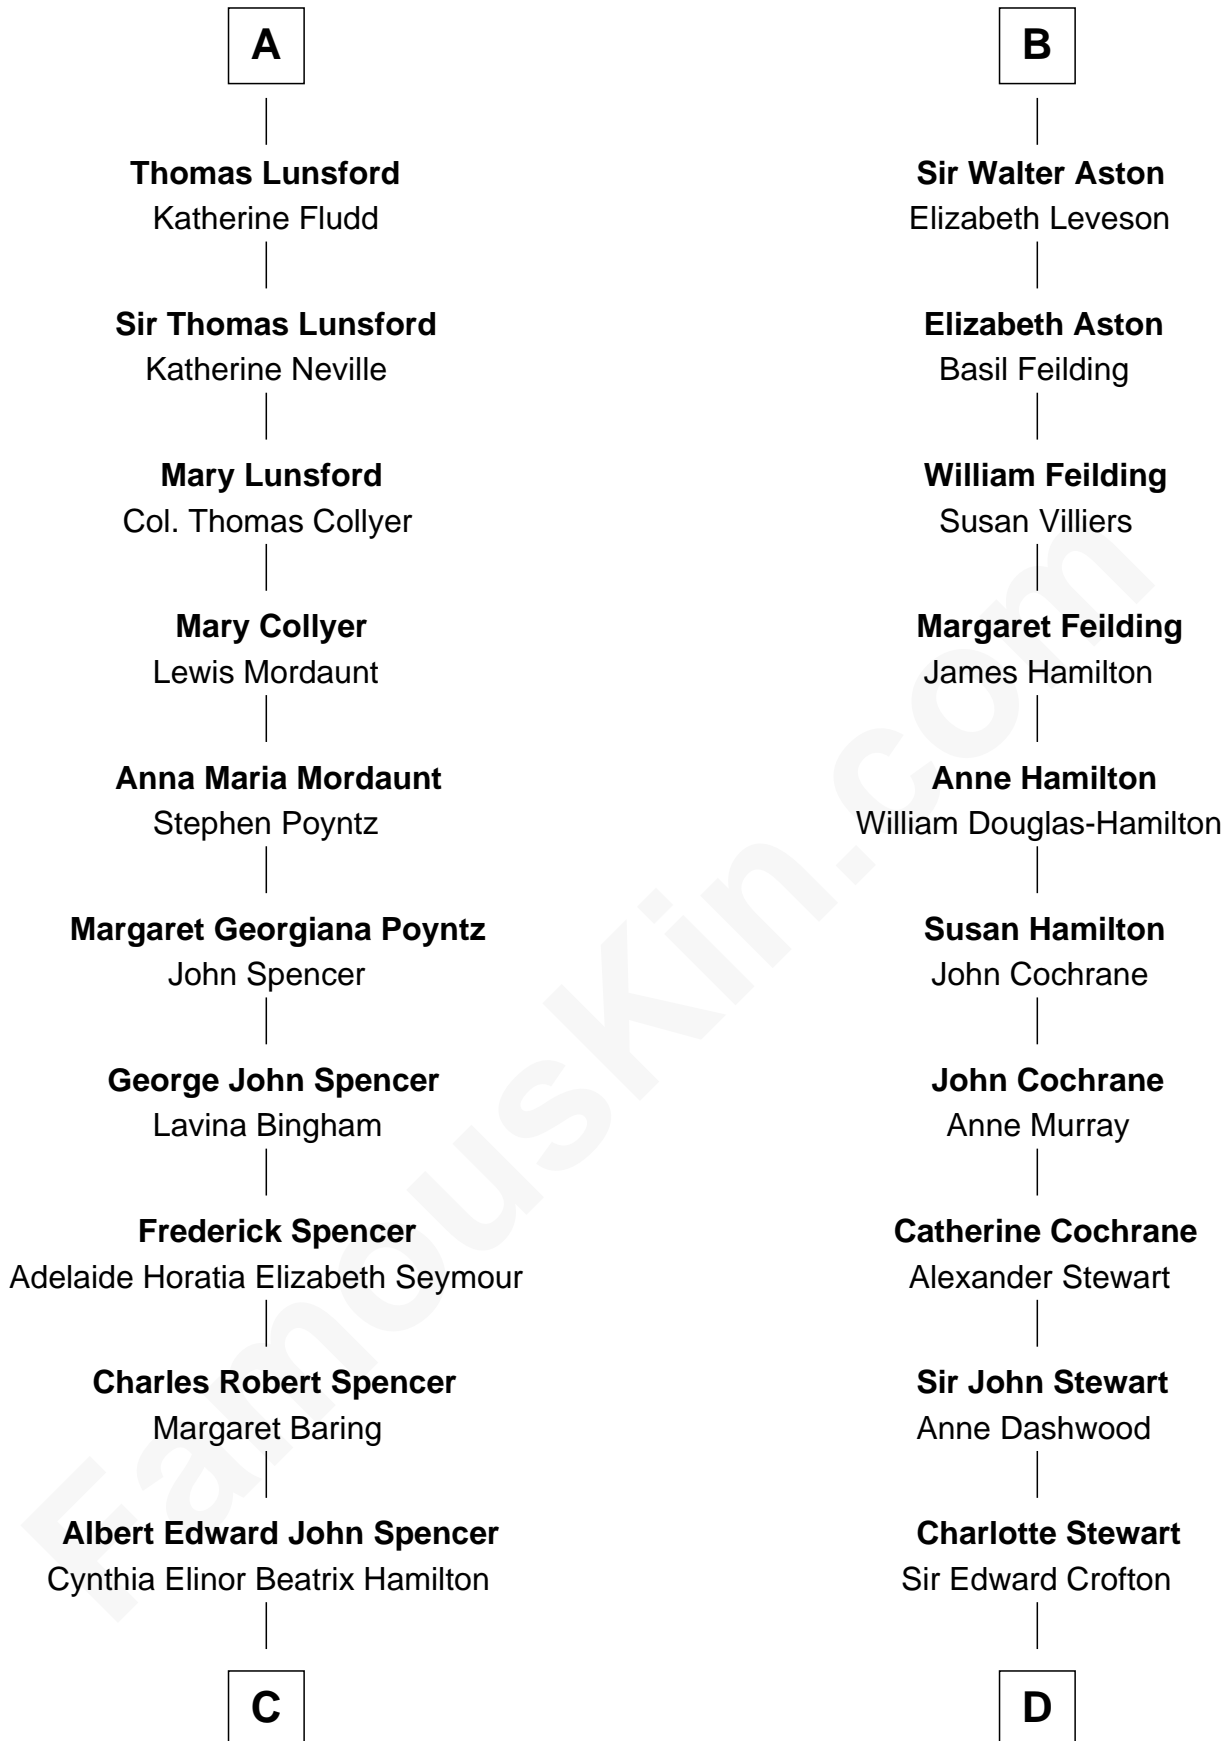 A
Thomas Lunsford
Katherine Fludd
Sir Thomas Lunsford
Katherine Neville
Mary Lunsford
Col. Thomas Collyer
Mary Collyer
Lewis Mordaunt
Anna Maria Mordaunt
Stephen Poyntz
Margaret Georgiana Poyntz
John Spencer
George John Spencer
Lavina Bingham
Frederick Spencer
Adelaide Horatia Elizabeth Seymour
Charles Robert Spencer
Margaret Baring
Albert Edward John Spencer
Cynthia Elinor Beatrix Hamilton
C
B
Sir Walter Aston
Elizabeth Leveson
Elizabeth Aston
Basil Feilding
William Feilding
Susan Villiers
Margaret Feilding
James Hamilton
Anne Hamilton
William Douglas-Hamilton
Susan Hamilton
John Cochrane
John Cochrane
Anne Murray
Catherine Cochrane
Alexander Stewart
Sir John Stewart
Anne Dashwood
Charlotte Stewart
Sir Edward Crofton
D
FamousKin.com